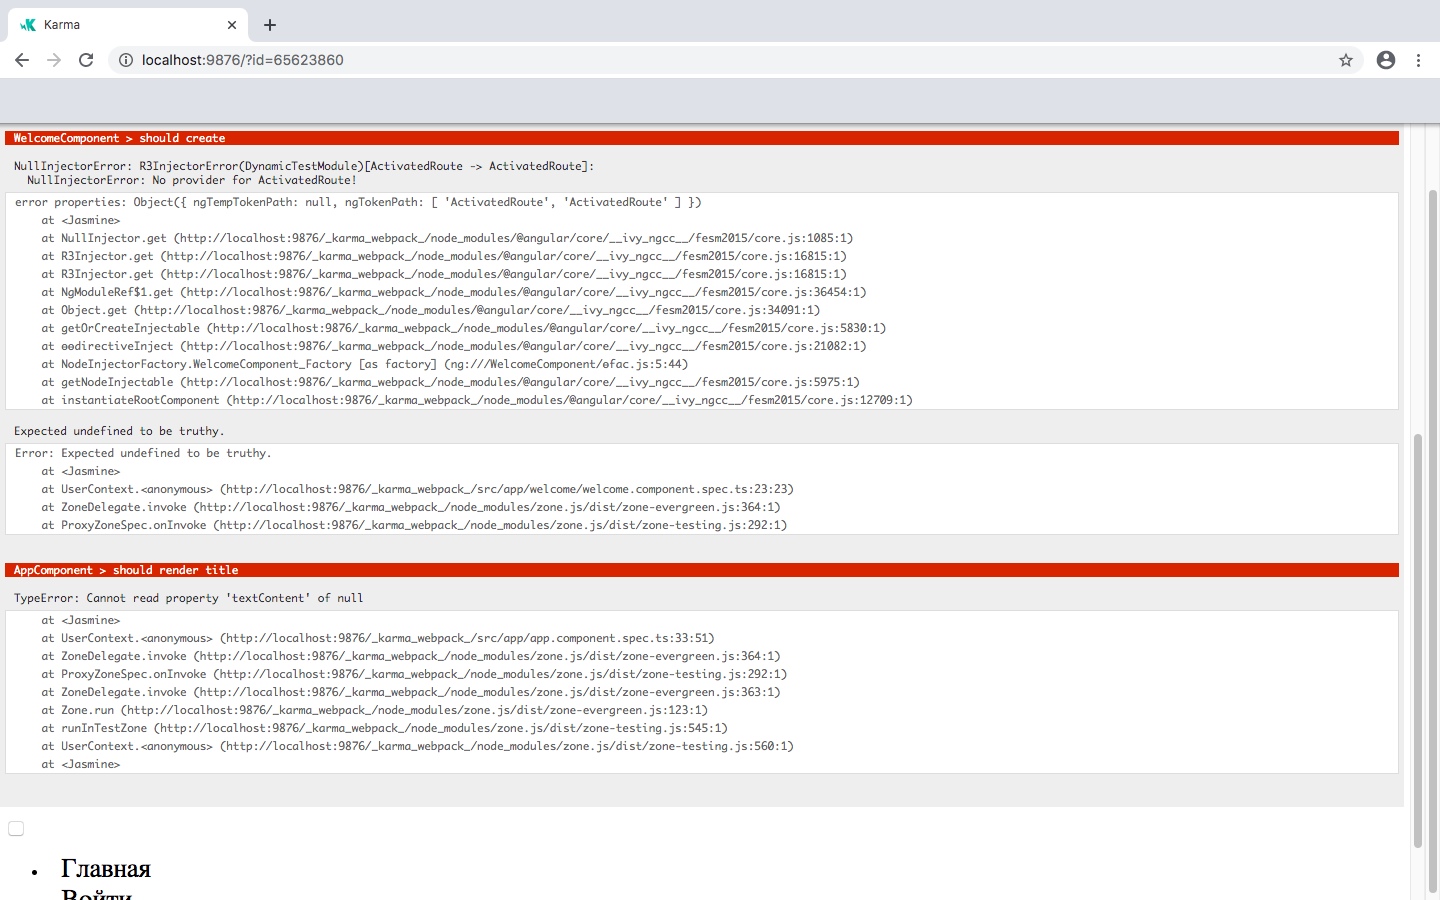 Karma
localhost:9876/?id=65623860
WelcomeComponent > should create
NullInjectorError: R3InjectorError(DynamicTestModule)[ActivatedRoute -> ActivatedRoute]:
NullInjectorError: No provider for ActivatedRoute!
error properties: Object({ ngTempTokenPath: null, ngTokenPath: [ 'ActivatedRoute', 'ActivatedRoute' ] })
at <Jasmine>
at NullInjector.get (http://localhost:9876/_karma_webpack_/node_modules/@angular/core/__ivy_ngcc__/fesm2015/core.js:1085:1)
at R3Injector.get (http://localhost:9876/_karma_webpack_/node_modules/@angular/core/__ivy_ngcc__/fesm2015/core.js:16815:1)
at R3Injector.get (http://localhost:9876/_karma_webpack_/node_modules/@angular/core/__ivy_ngcc__/fesm2015/core.js:16815:1)
at NgModuleRef$1.get (http://localhost:9876/_karma_webpack_/node_modules/@angular/core/__ivy_ngcc__/fesm2015/core.js:36454:1)
at Object.get (http://localhost:9876/_karma_webpack_/node_modules/@angular/core/__ivy_ngcc__/fesm2015/core.js:34091:1)
at getOrCreateInjectable (http://localhost:9876/_karma_webpack_/node_modules/@angular/core/__ivy_ngcc__/fesm2015/core.js:5830:1)
at ɵɵdirectiveInject (http://localhost:9876/_karma_webpack_/node_modules/@angular/core/__ivy_ngcc__/fesm2015/core.js:21082:1)
at NodeInjectorFactory.WelcomeComponent_Factory [as factory] (ng:///WelcomeComponent/ɵfac.js:5:44)
at getNodeInjectable (http://localhost:9876/_karma_webpack_/node_modules/@angular/core/__ivy_ngcc__/fesm2015/core.js:5975:1)
at instantiateRootComponent (http://localhost:9876/_karma_webpack_/node_modules/@angular/core/__ivy_ngcc__/fesm2015/core.js:12709:1)
Expected undefined to be truthy.
Error: Expected undefined to be truthy.
at <Jasmine>
at UserContext.<anonymous> (http://localhost:9876/_karma_webpack_/src/app/welcome/welcome.component.spec.ts:23:23)
at ZoneDelegate.invoke (http://localhost:9876/_karma_webpack_/node_modules/zone.js/dist/zone-evergreen.js:364:1)
at ProxyZoneSpec.onInvoke (http://localhost:9876/_karma_webpack_/node_modules/zone.js/dist/zone-testing.js:292:1)
AppComponent > should render title
TypeError: Cannot read property 'textContent' of null
at <Jasmine>
at UserContext.<anonymous> (http://localhost:9876/_karma_webpack_/src/app/app.component.spec.ts:33:51)
at ZoneDelegate.invoke (http://localhost:9876/_karma_webpack_/node_modules/zone.js/dist/zone-evergreen.js:364:1)
at ProxyZoneSpec.onInvoke (http://localhost:9876/_karma_webpack_/node_modules/zone.js/dist/zone-testing.js:292:1)
at ZoneDelegate.invoke (http://localhost:9876/_karma_webpack_/node_modules/zone.js/dist/zone-evergreen.js:363:1)
at Zone.run (http://localhost:9876/_karma_webpack_/node_modules/zone.js/dist/zone-evergreen.js:123:1)
at runInTestZone (http://localhost:9876/_karma_webpack_/node_modules/zone.js/dist/zone-testing.js:545:1)
at UserContext.<anonymous> (http://localhost:9876/_karma_webpack_/node_modules/zone.js/dist/zone-testing.js:560:1)
at <Jasmine>
Главная
Войти